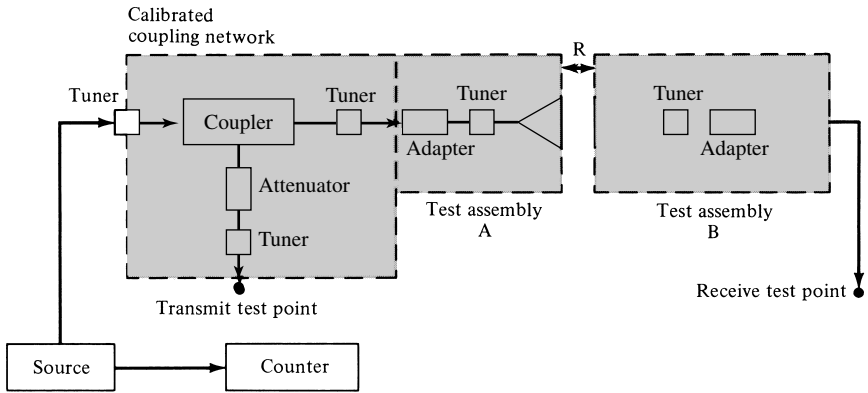 Calibrated
coupling network
R
Tuner
Tuner
Tuner
Tuner
Coupler
Adapter
Adapter
Attenuator
Test assembly
A
Test assembly
B
Tuner
Receive test point
Transmit test point
Source
Counter